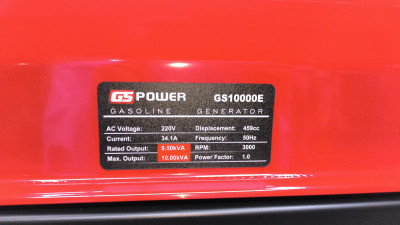 GS POWER GS10000E
GASOLINE GENERATOR
AC Voltage: 220V Displacement: 459cc
Current: 34.1A Frequency: 50Hz
Rated Output: 9.50kVA RPM: 3000
Max. Output: 10.00kVA Power Factor: 1.0